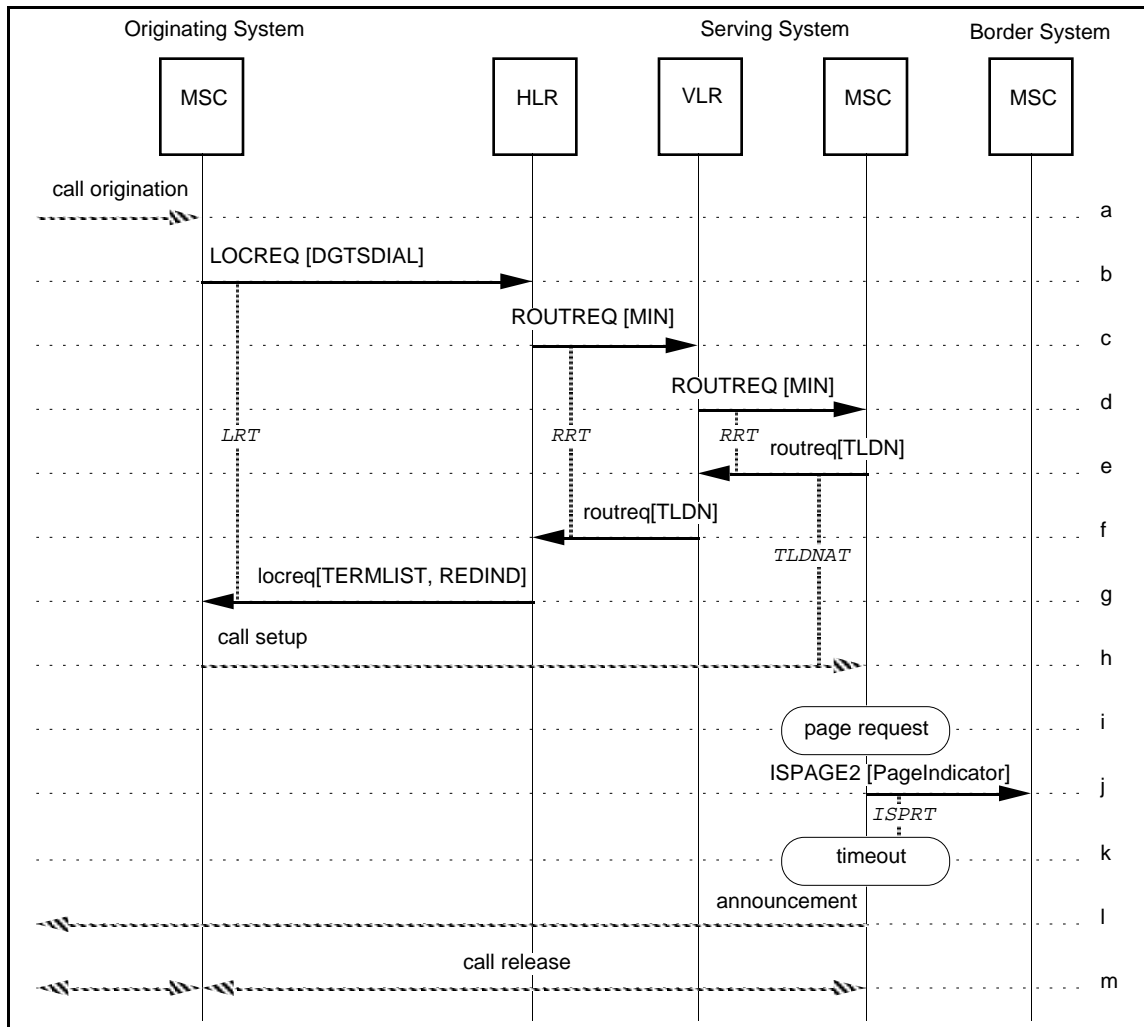 Originating System
Serving System
Border System
MSC
HLR
VLR
MSC
MSC
call origination
a
LOCREQ [DGTSDIAL]
b
ROUTREQ [MIN]
c
ROUTREQ [MIN]
d
LRT
RRT
RRT
routreq[TLDN]
e
routreq[TLDN]
f
TLDNAT
locreq[TERMLIST, REDIND]
g
call setup
h
page request
i
ISPAGE2 [PageIndicator]
j
ISPRT
timeout
k
announcement
l
call release
m